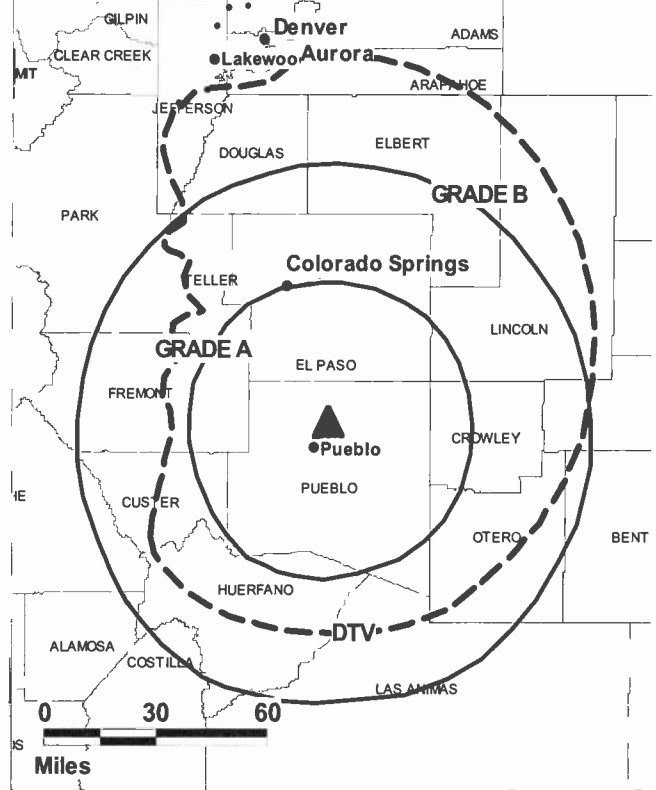 GILPIN
Denver
ADAMS
CLEAR CREEK
Lakewoo
Aurora
MT
ARAPAHOE
JEFFERSON
DOUGLAS
ELBERT
GRADE B
PARK
Colorado Springs
TELLER
LINCOLN
GRADE A
EL PASO
FREMONT
CROWLEY
Pueblo
PUEBLO
HE
CUSTER
OTERO
BENT
HUERFANO
DTV
ALAMOSA
COSTILLA
LAS ANIMAS
0 30 60
Miles